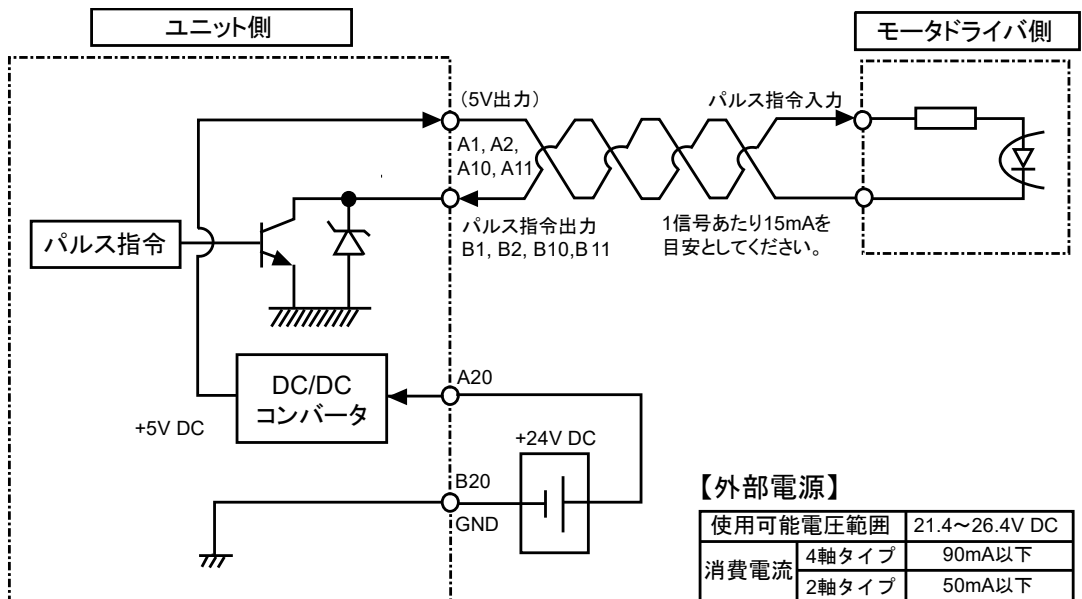 ユニット側
モータドライバ側
（5V出力）
パルス指令入力
A1, A2,
A10, A11
パルス指令
パルス指令出力
B1, B2, B10,B11
1信号あたり15mAを
目安としてください。
DC/DC
コンバータ
A20
+5V DC
+24V DC
B20
GND
【外部電源】
使用可能電圧範囲 21.4～26.4V DC
消費電流 4軸タイプ 90mA以下
2軸タイプ 50mA以下